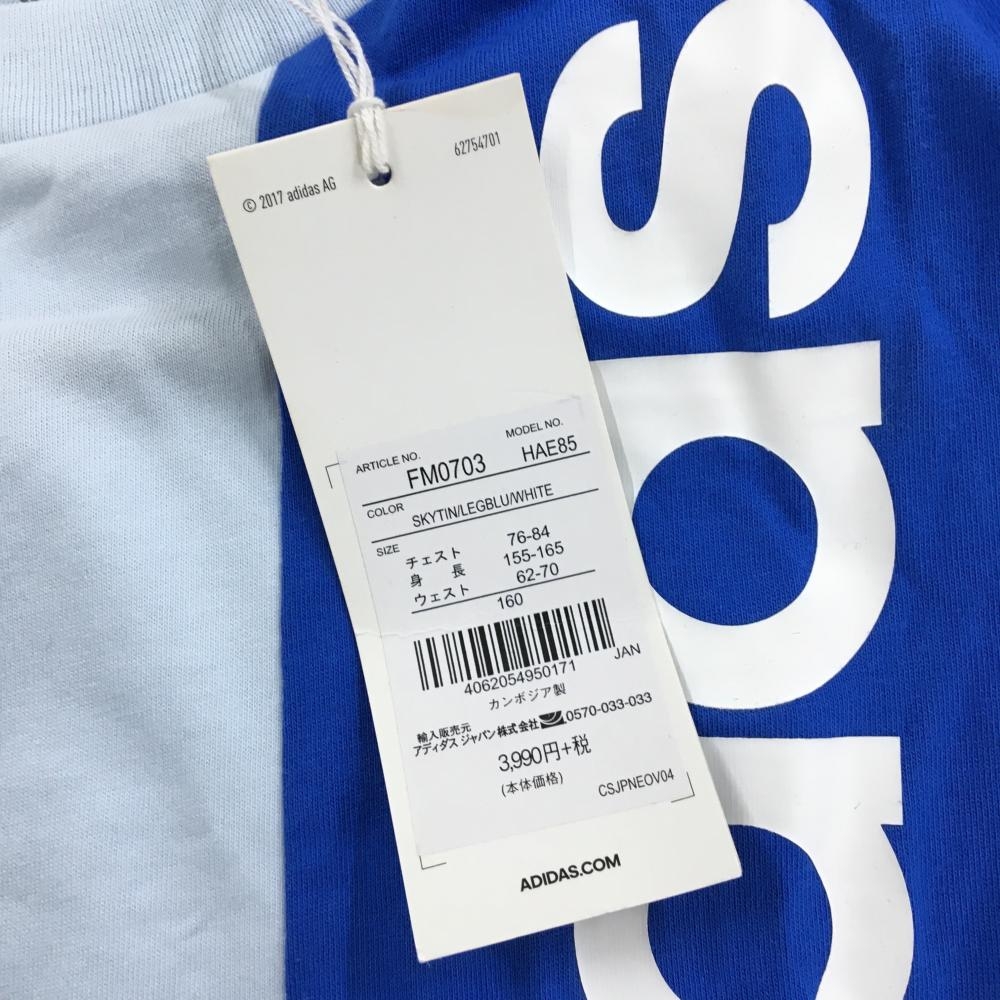 62754701
© 2017 adidas AG
ARTICLE NO. MODEL NO.
FM0703 HAE85
COLOR SKYTIN/LEGBLU/WHITE
SIZE
チェスト 76-84
身 長 155-165
ウェスト 62-70
160
4062054950171 JAN
カンボジア製
輸入販売元
アディダス ジャパン株式会社 0570-033-033
3,990円+税
(本体価格)
CSJPNEOV04
ADIDAS.COM
das